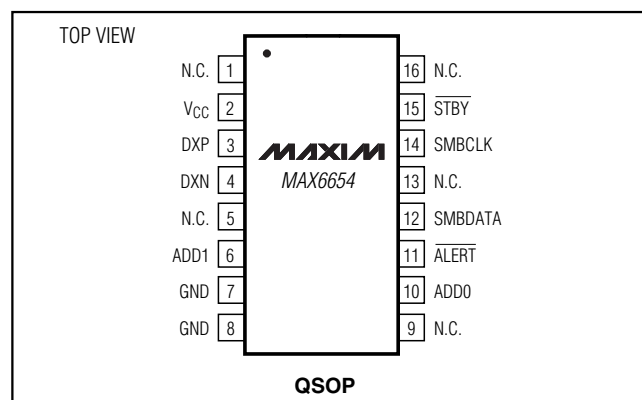 TOP VIEW
N.C. 1
16 N.C.
VCC 2
15 STBY
DXP 3
14 SMBCLK
DXN 4
13 N.C.
N.C. 5
12 SMBDATA
ADD1 6
11 ALERT
GND 7
10 ADD0
GND 8
9 N.C.
MAXIM
MAX6654
QSOP